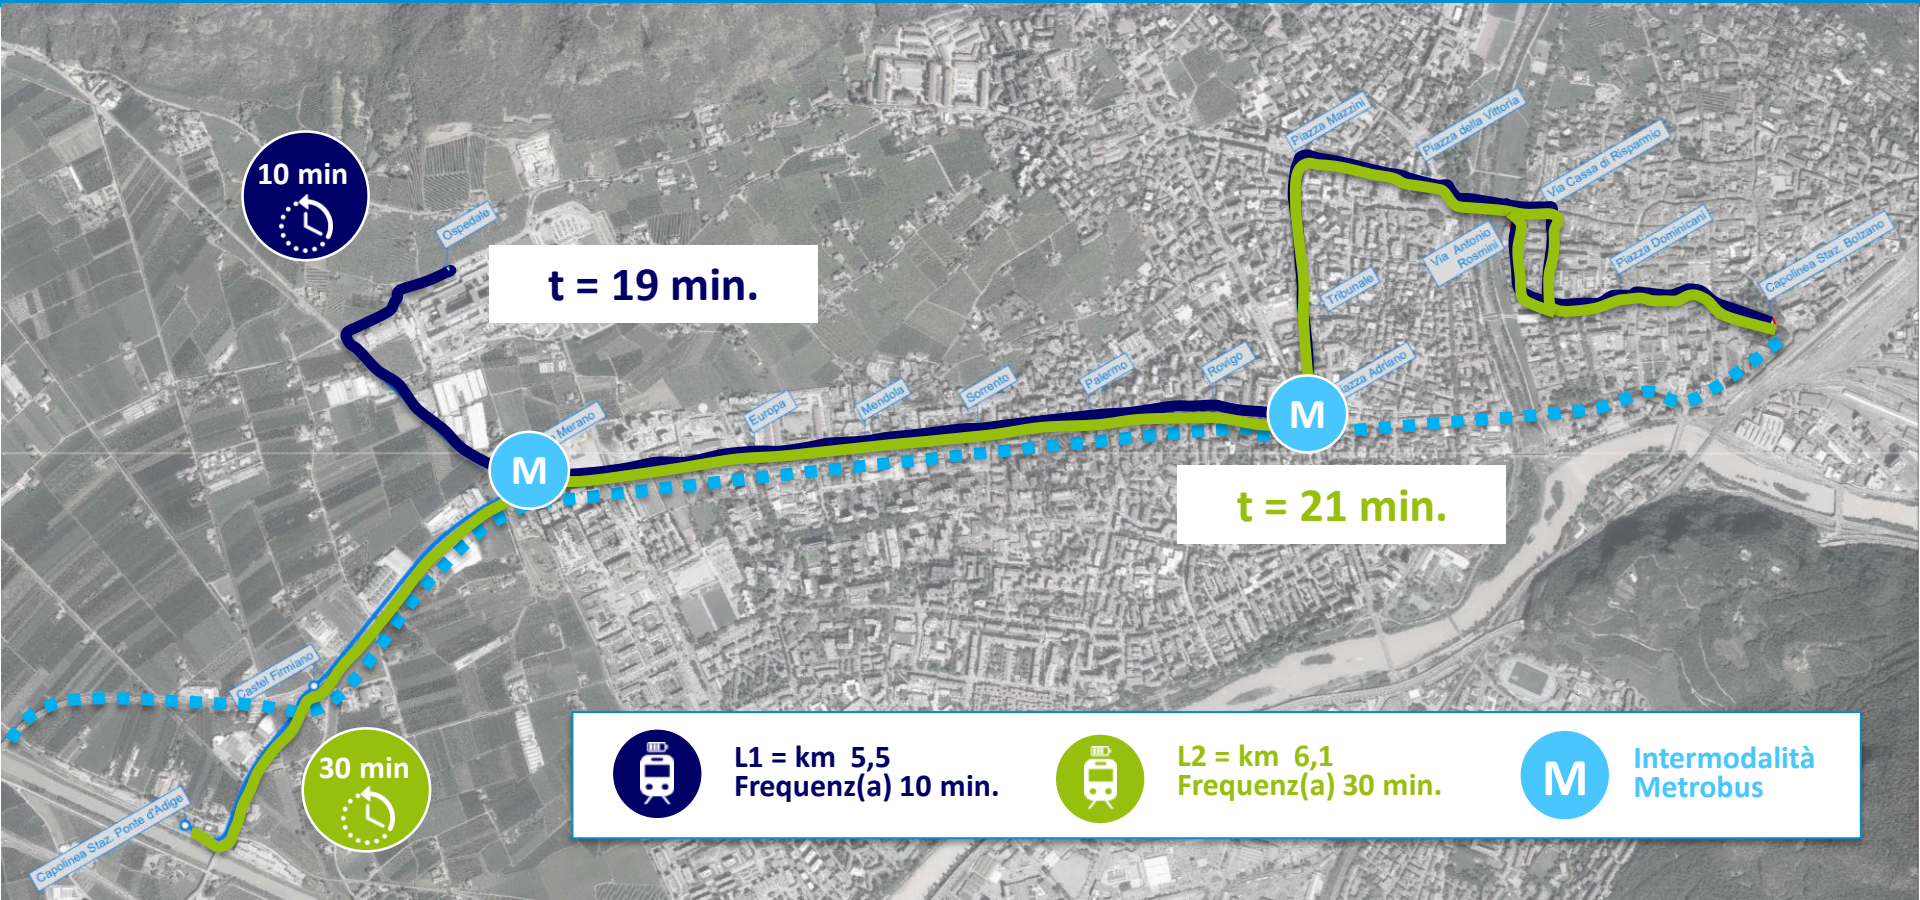 Piazza Mazzini
Piazza della Vittoria
Via Cassa di Risparmio
10 min
Ospedale
Via Antonio
Rosmini
Piazza Dominicani
Capolinea Staz. Bolzano
t = 19 min.
Tribunale
Merano
Europa
Mendola
Sorrento
Palermo
Rovigo
Adriano
M
M
t = 21 min.
Castel Firmiano
30 min
Capolinea Staz. Ponte d'Adige
L1 = km 5,5
Frequenz(a) 10 min.
L2 = km 6,1
Frequenz(a) 30 min.
M
Intermodalità
Metrobus